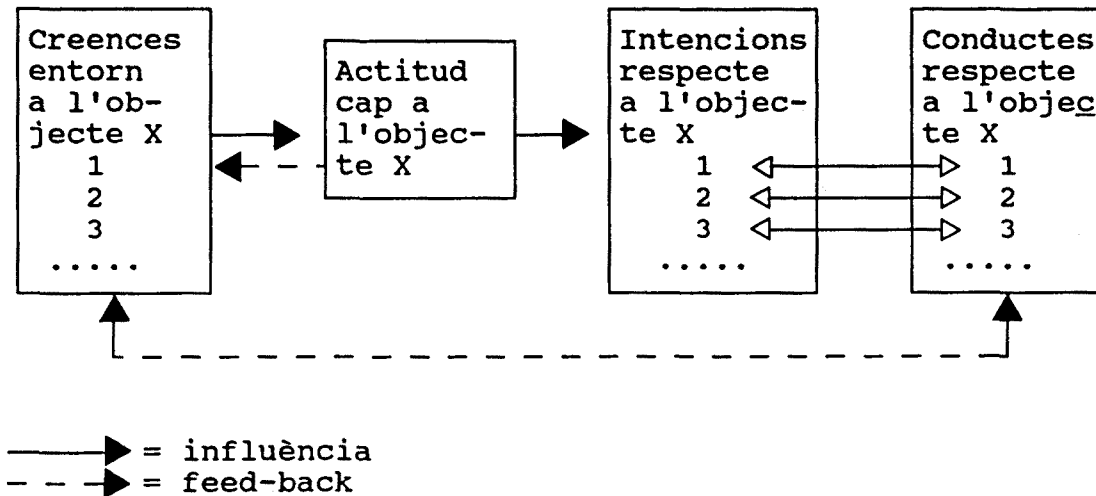 Creences
entorn
a l'ob-
jecte X
1
2
3
.....
Actitud
cap a
l'objec-
te X
Intencions
respecte
a l'objec-
te X
1
2
3
.....
Conductes
respecte
a l'objec
te X
1
2
3
.....
= influència
= feed-back